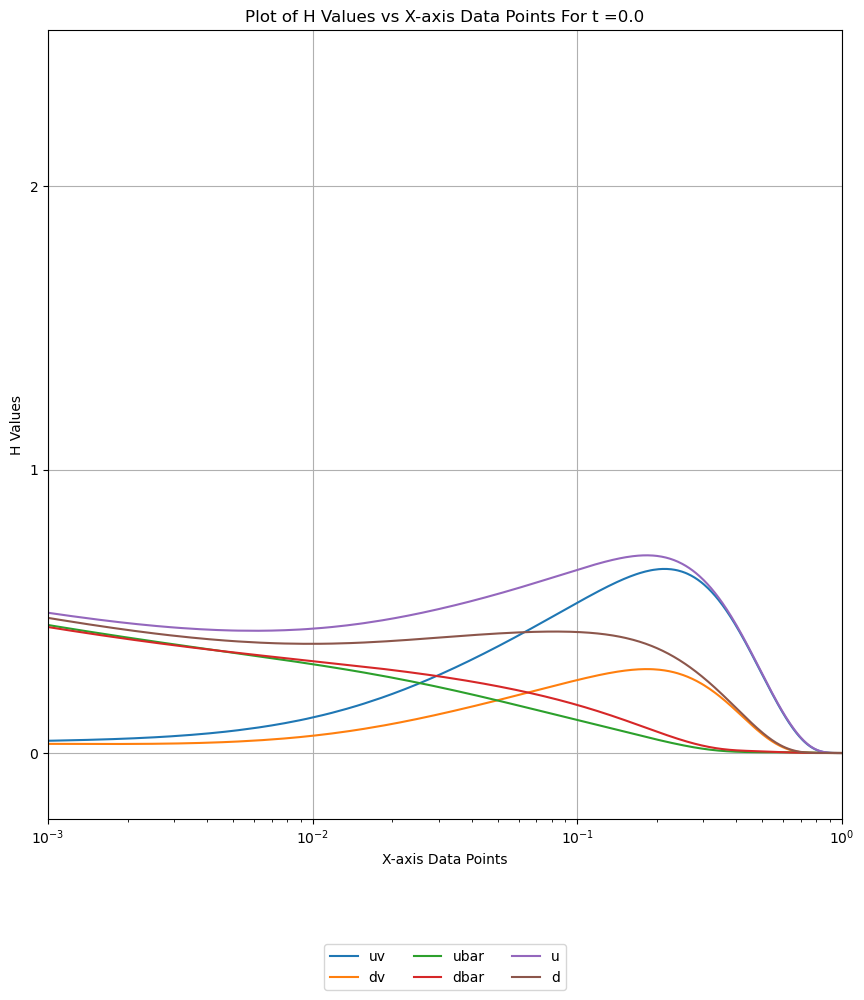 Plot of H Values vs X-axis Data Points For t =0.0
H Values
2
1
0
10⁻³ 10⁻² 10⁻¹ 10⁰
X-axis Data Points
uv ubar u
dv dbar d